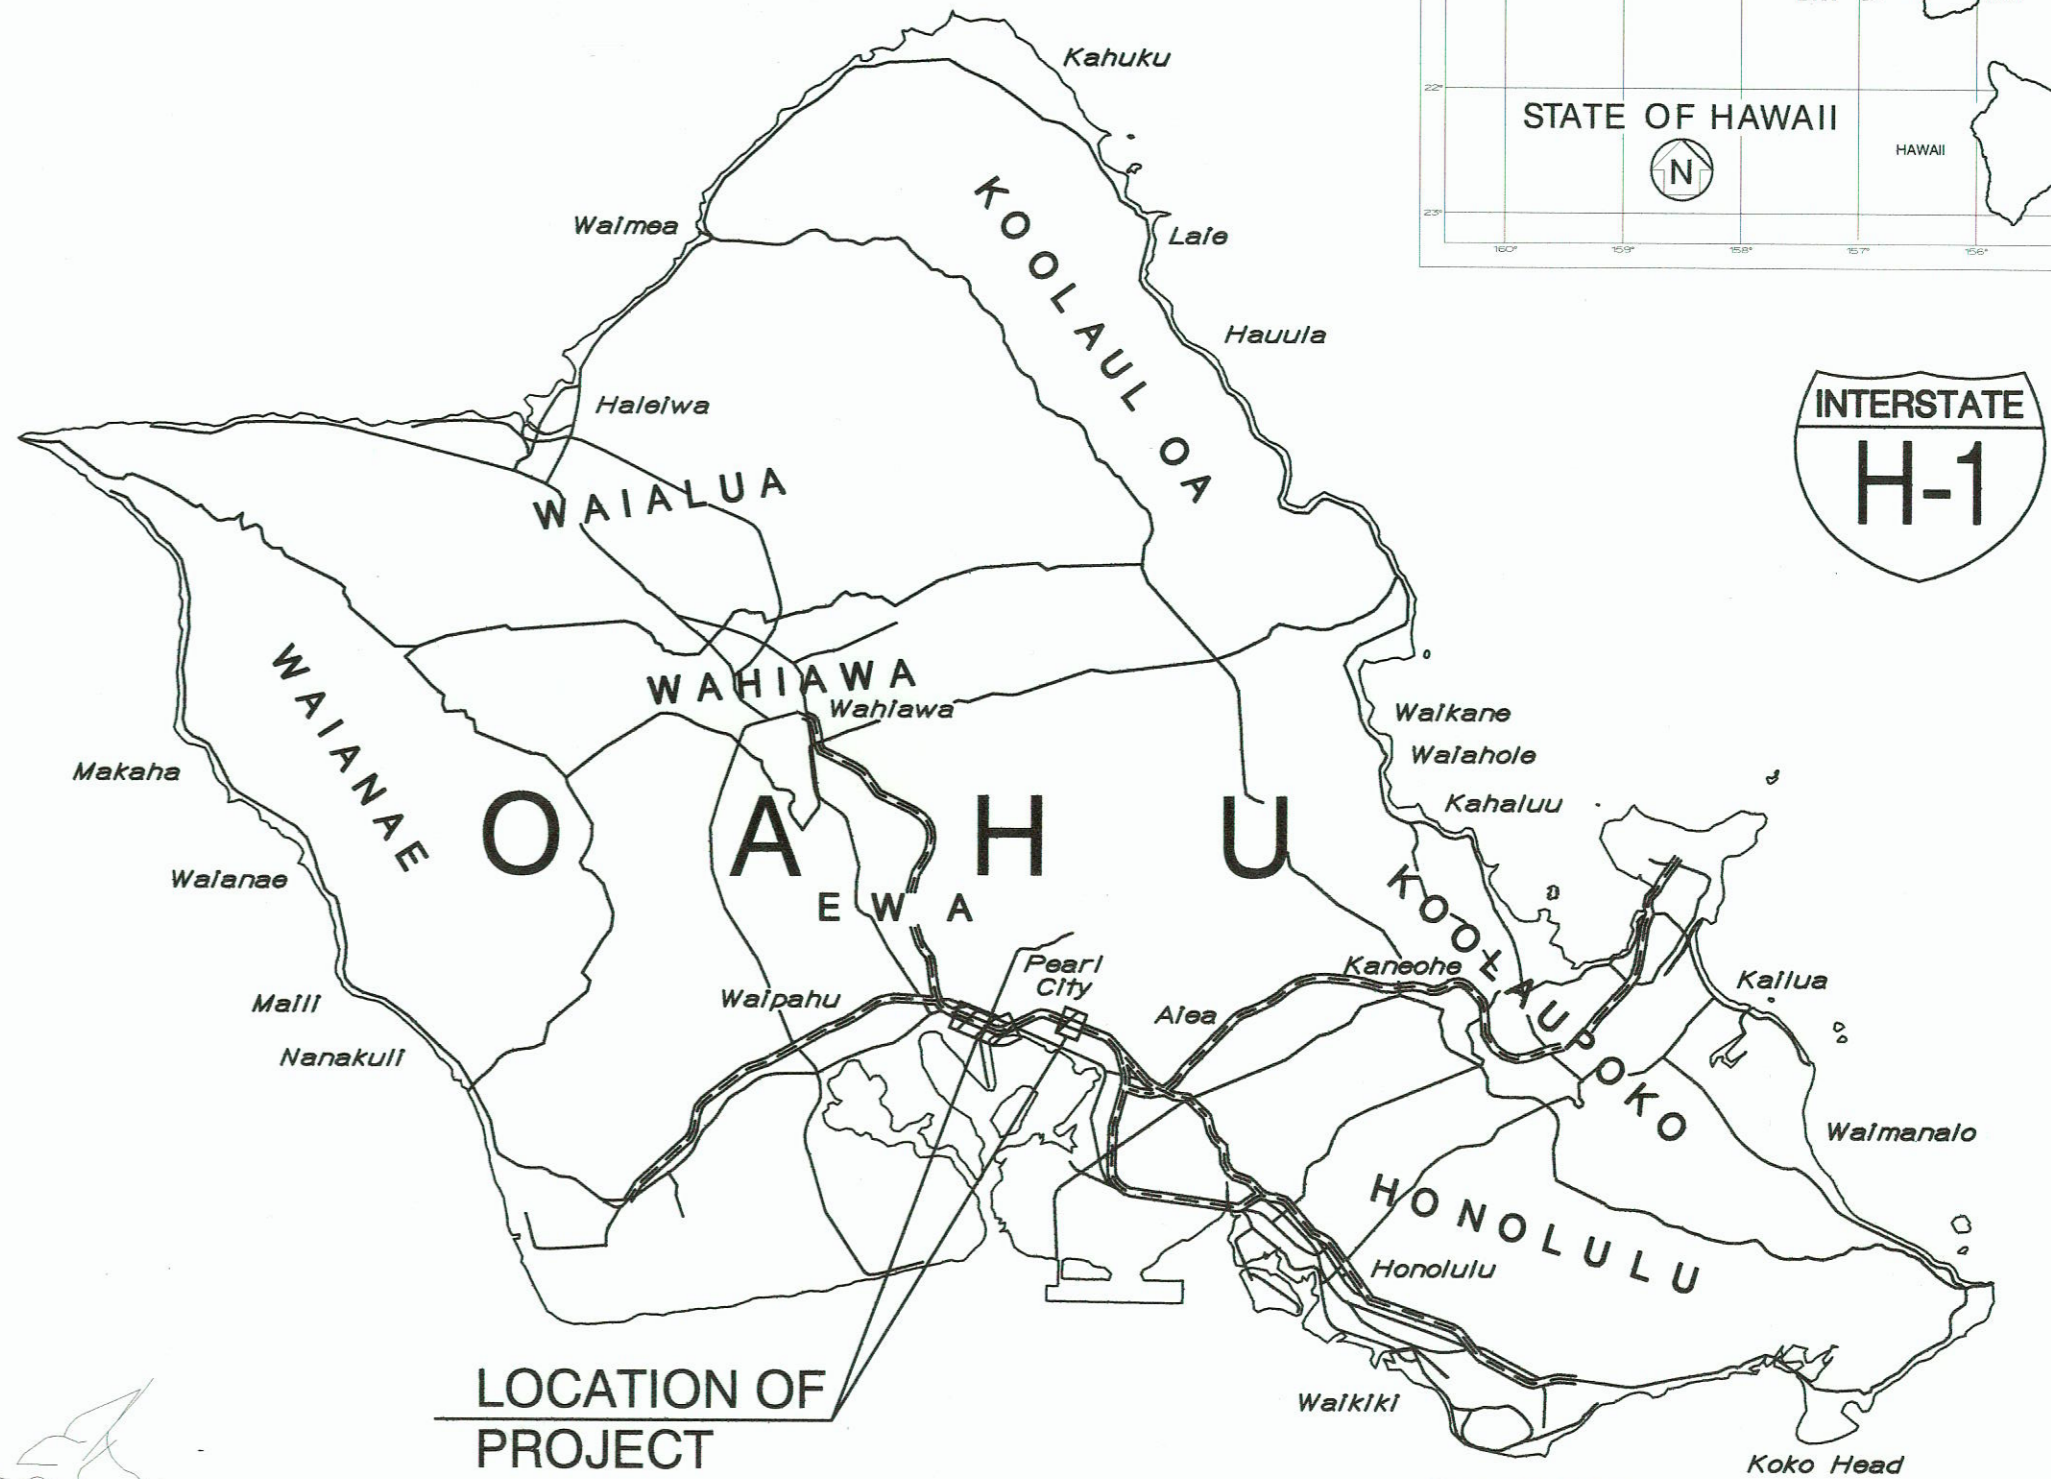 Kahuku
22°
STATE OF HAWAII
N
HAWAII
23°
160°
159°
158°
157°
156°
Waimea
Laie
KOOLAUL OA
Hauula
INTERSTATE
H-1
Haleiwa
WAIALUA
WAHIAWA
Wahiawa
WAIANAE
Waikane
Waiahole
Kahaluu
Makaha
OAHU
EWA
Waianae
KOOLAUPOKO
Kaneohe
Kailua
Pearl
City
Waipahu
Aiea
Maili
Nanakuli
Waimanalo
HONOLULU
Honolulu
LOCATION OF
PROJECT
Waikiki
Koko Head